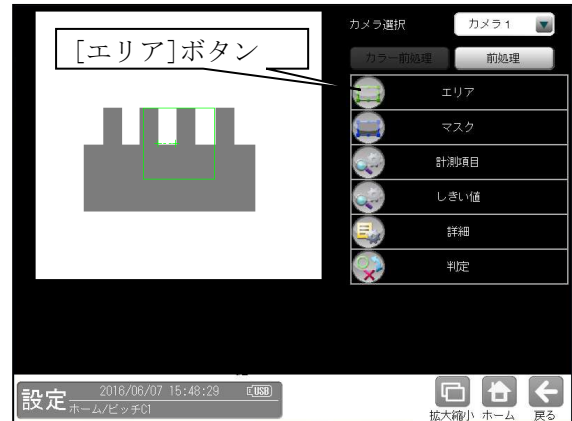 カメラ選択
カメラ1
[エリア]ボタン
カラー前処理
前処理
エリア
マスク
計測項目
しきい値
詳細
判定
設定
2016/06/07 15:48:29
USB
ホーム/ピッチC1
拡大縮小
ホーム
戻る